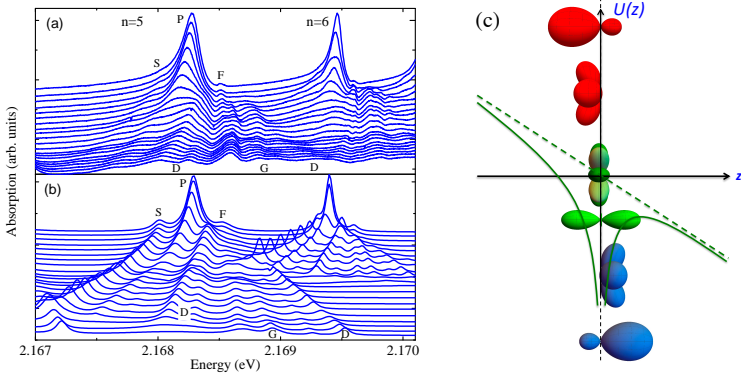 (a)
n=5
P
n=6
S
F
D
G
D
(b)
P
S
F
D
G
D
Absorption (arb. units)
2.167
2.168
2.169
2.170
Energy (eV)
(c)
U(z)
z